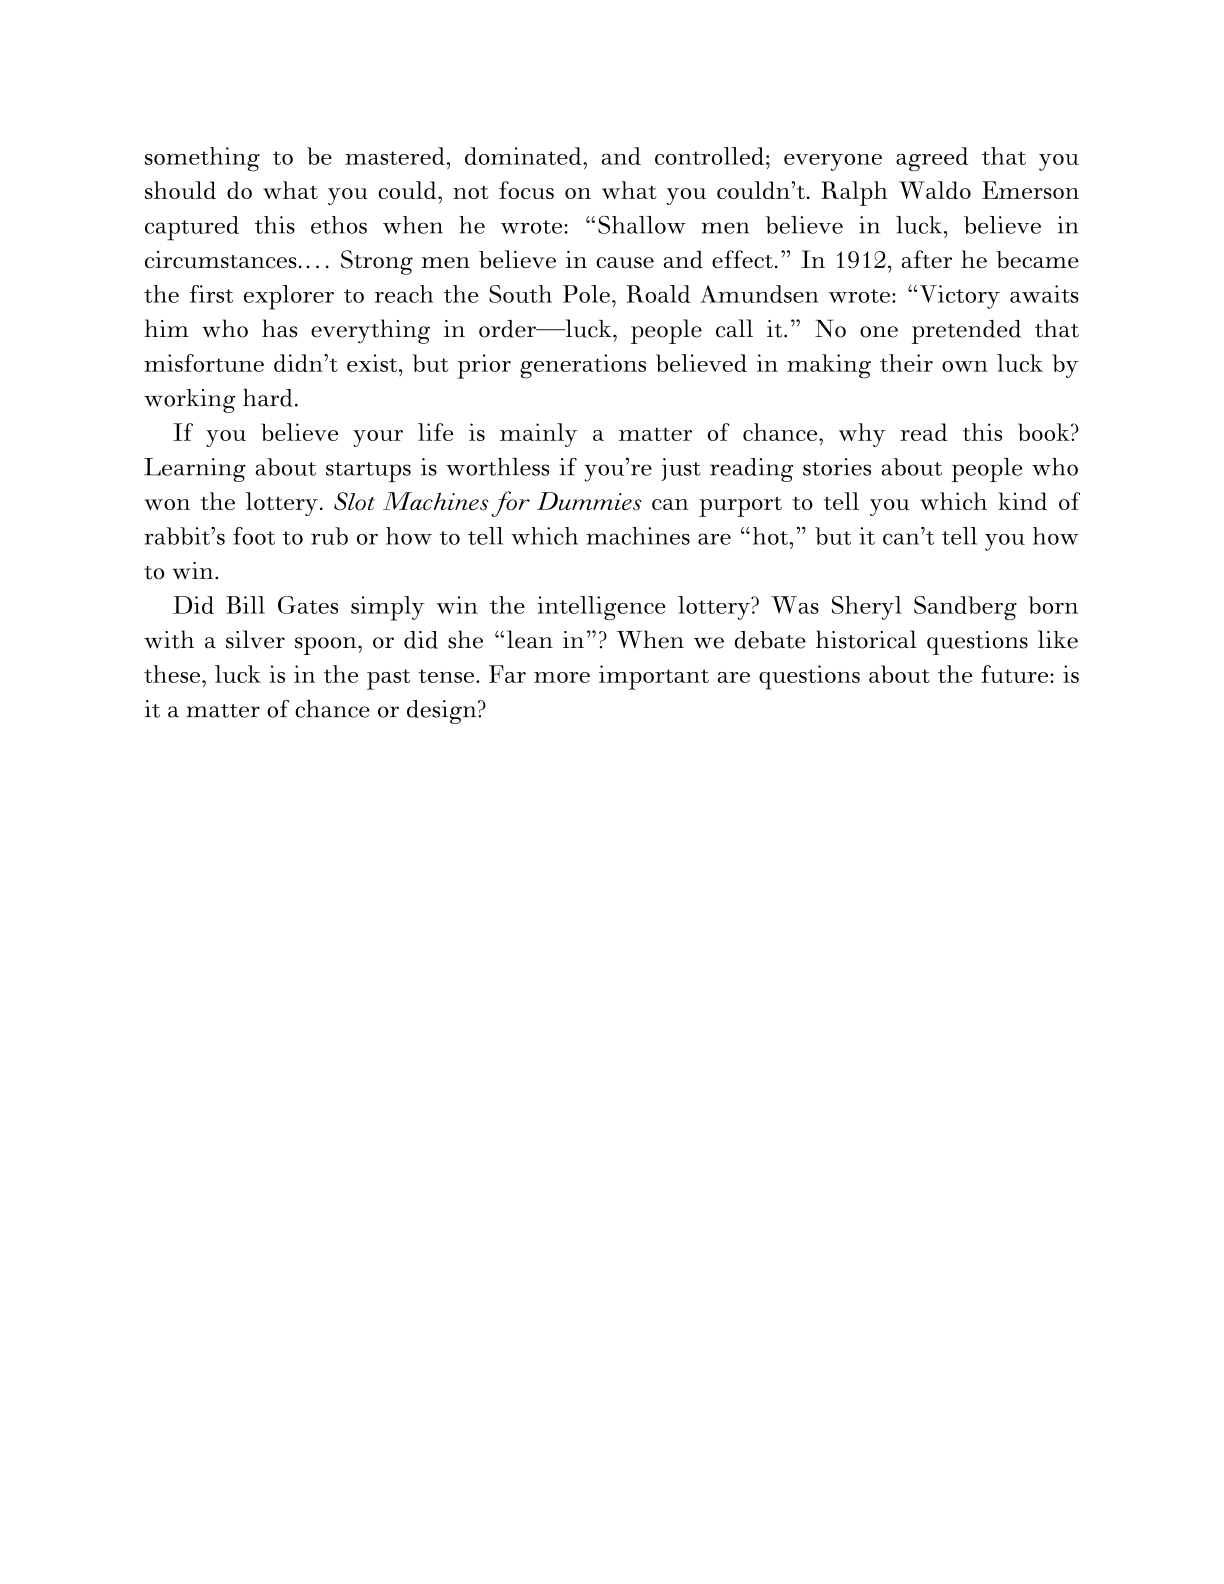 something to be mastered, dominated, and controlled; everyone agreed that you
should do what you could, not focus on what you couldn’t. Ralph Waldo Emerson
captured this ethos when he wrote: “Shallow men believe in luck, believe in
circumstances.… Strong men believe in cause and effect.” In 1912, after he became
the first explorer to reach the South Pole, Roald Amundsen wrote: “Victory awaits
him who has everything in order—luck, people call it.” No one pretended that
misfortune didn’t exist, but prior generations believed in making their own luck by
working hard.
If you believe your life is mainly a matter of chance, why read this book?
Learning about startups is worthless if you’re just reading stories about people who
won the lottery. Slot Machines for Dummies can purport to tell you which kind of
rabbit’s foot to rub or how to tell which machines are “hot,” but it can’t tell you how
to win.
Did Bill Gates simply win the intelligence lottery? Was Sheryl Sandberg born
with a silver spoon, or did she “lean in”? When we debate historical questions like
these, luck is in the past tense. Far more important are questions about the future: is
it a matter of chance or design?